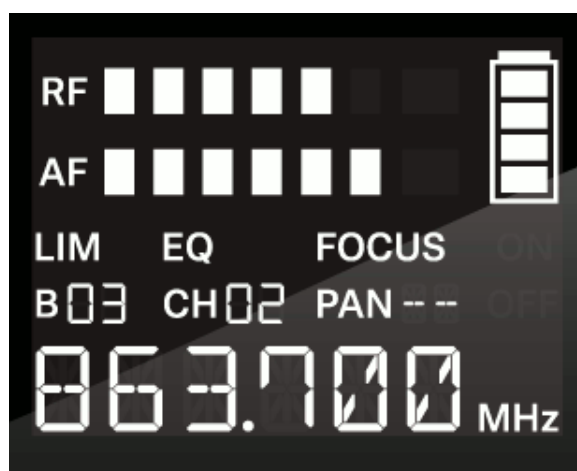 RF
AF
LIM EQ FOCUS ON
B03 CH02 PAN-- -- OFF
863.700 MHz